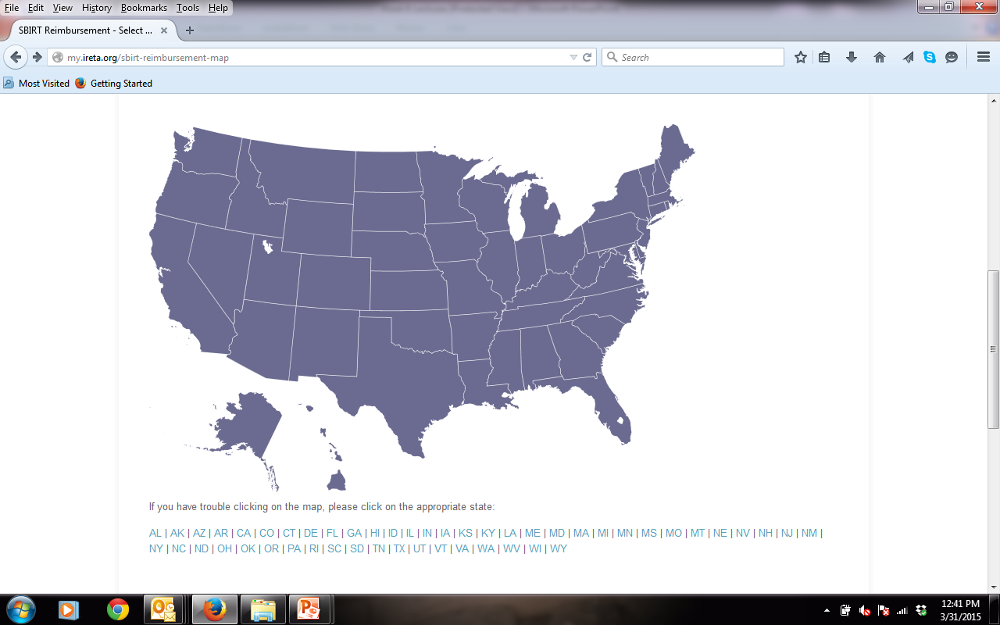 File Edit View History Bookmarks Tools Help
SBIRT Reimbursement - Select ...
my.ireta.org/sbirt-reimbursement-map
Search
Most Visited Getting Started
If you have trouble clicking on the map, please click on the appropriate state:
AL | AK | AZ | AR | CA | CO | CT | DE | FL | GA | HI | ID | IL | IN | IA | KS | KY | LA | ME | MD | MA | MI | MN | MS | MO | MT | NE | NV | NH | NJ | NM |
NY | NC | ND | OH | OK | OR | PA | RI | SC | SD | TN | TX | UT | VT | VA | WA | WV | WI | WY
12:41 PM
3/31/2015